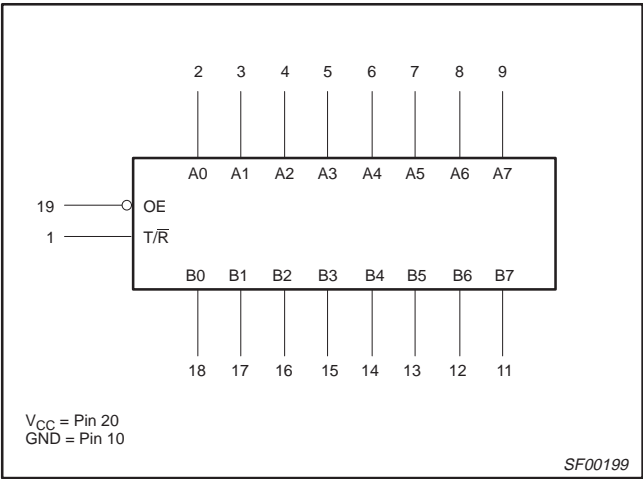 2 3 4 5 6 7 8 9
A0 A1 A2 A3 A4 A5 A6 A7
19 OE
1 T/R̅
B0 B1 B2 B3 B4 B5 B6 B7
18 17 16 15 14 13 12 11
VCC = Pin 20
GND = Pin 10
SF00199